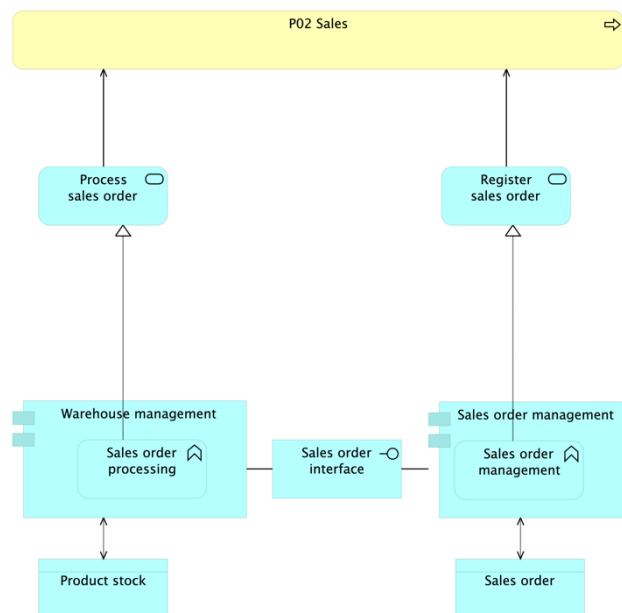 P02 Sales
Process
sales order
Register
sales order
Warehouse management
Sales order
processing
Sales order
interface
Sales order management
Sales order
management
Product stock
Sales order